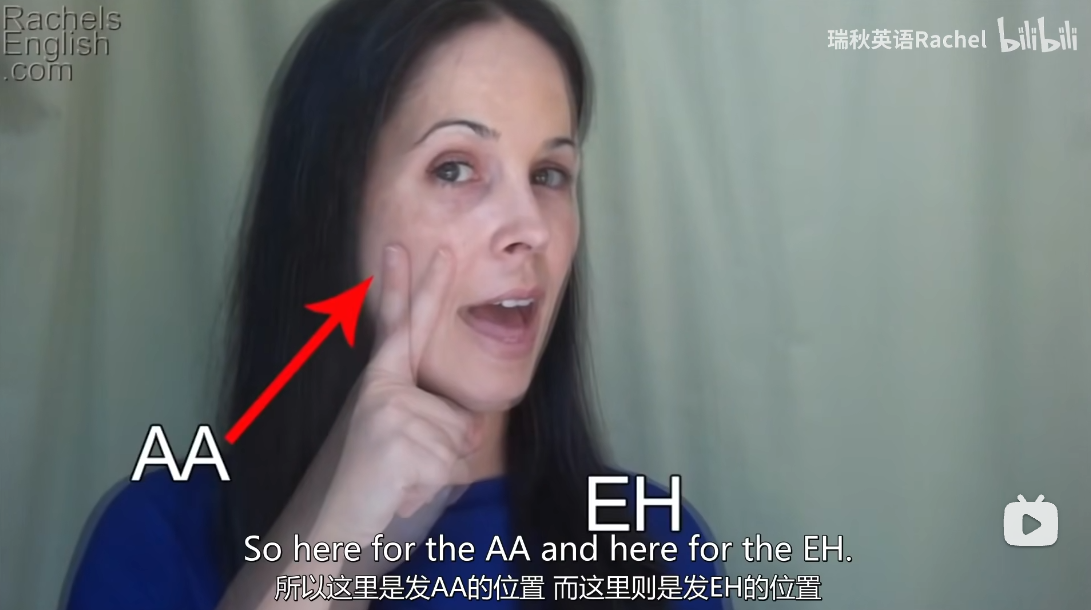 Rachels
English
.com
瑞秋英语Rachel bilibili
AA
EH
So here for the AA and here for the EH.
所以这里是发AA的位置 而这里则是发EH的位置